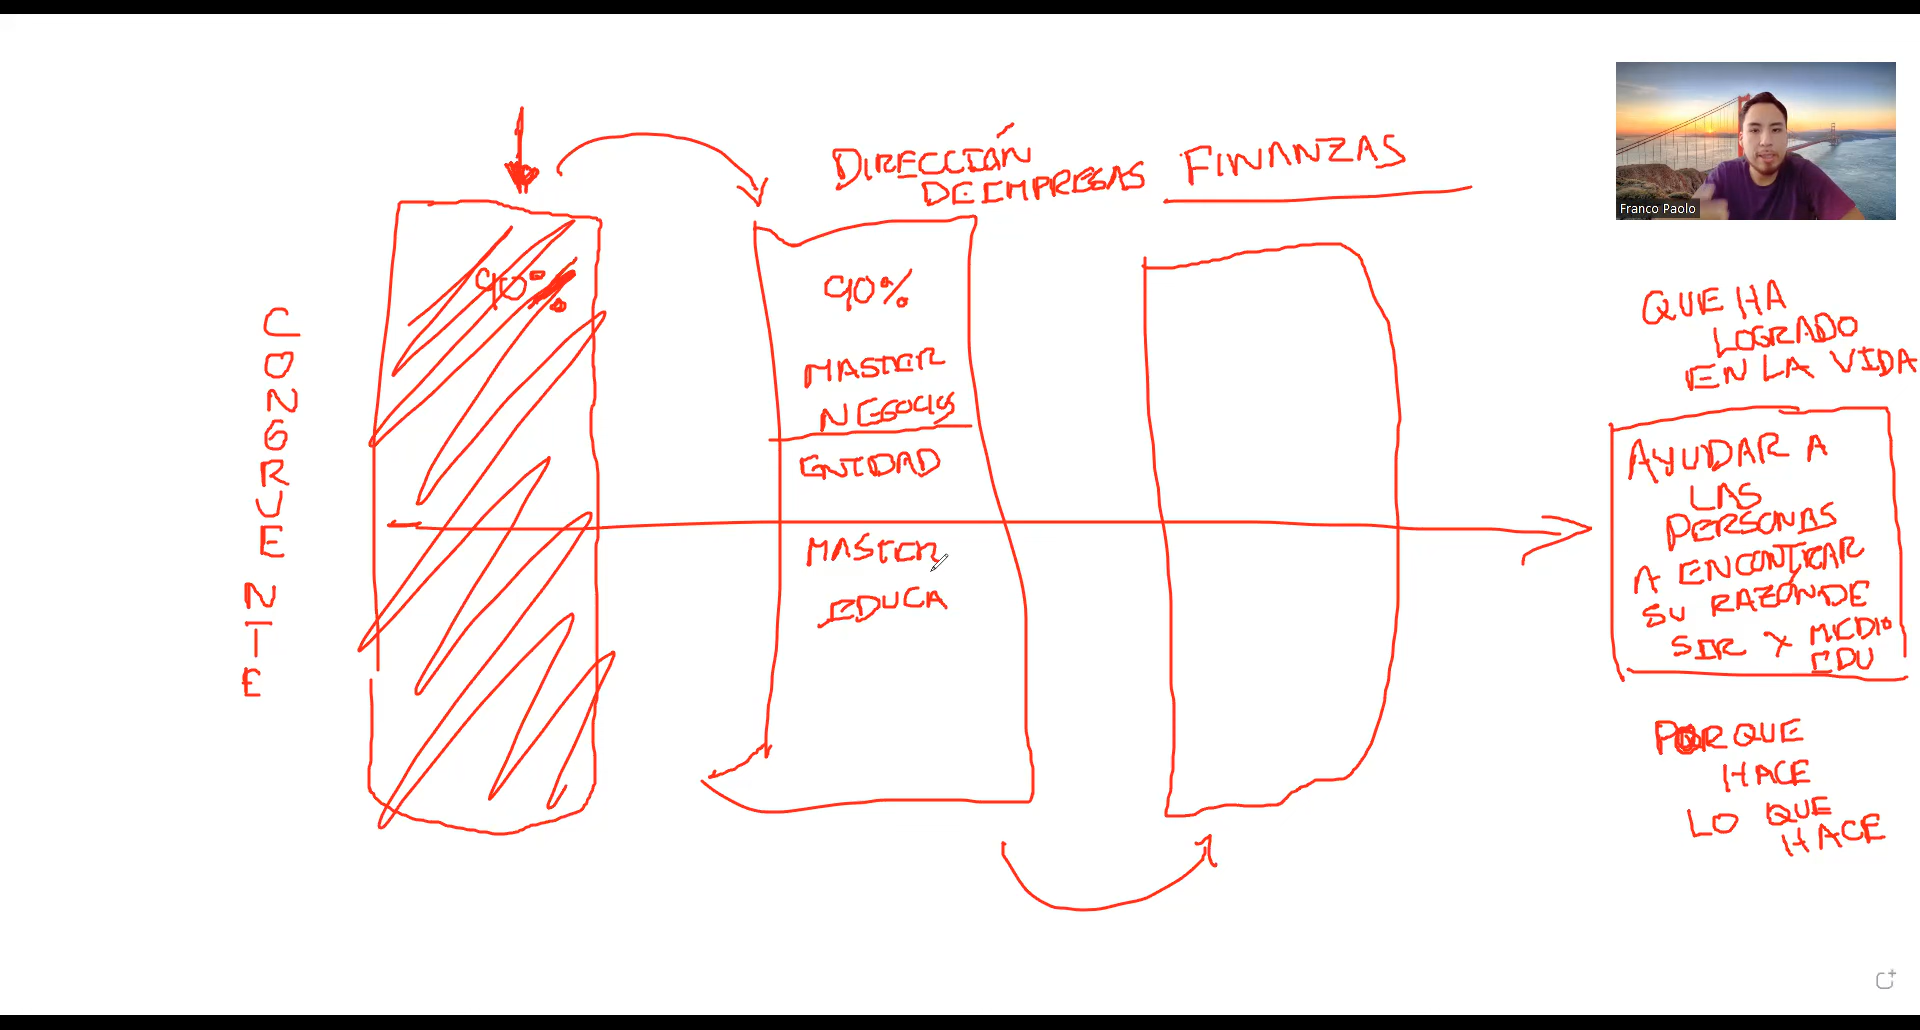 CONGRUENTE
90%
DIRECCIÓN
DE EMPRESAS
90%
MASTER
NEGOCIOS
ENTIDAD
MASTER
EDUCA
FINANZAS
Franco Paolo
QUE HA
LOGRADO
EN LA VIDA
AYUDAR A
LAS
PERSONAS
A ENCONTRAR
SU RAZÓN DE
SER X MEDIO
EDU
PORQUE
HACE
LO QUE
HACE